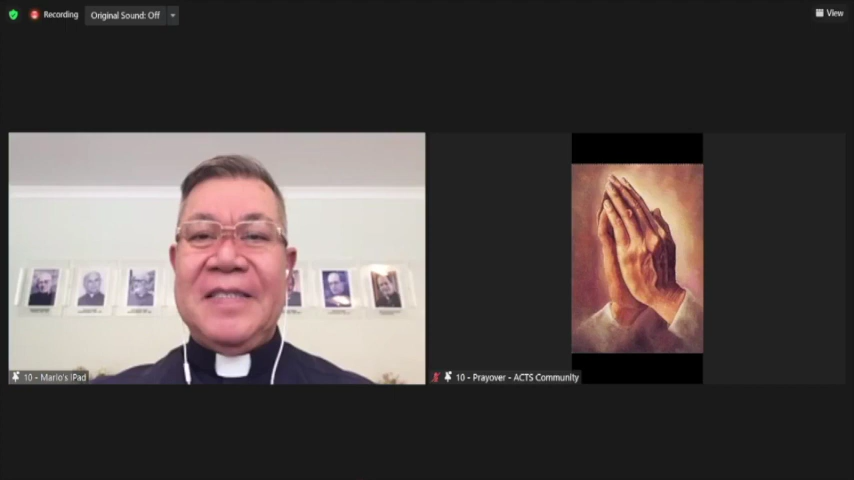 Recording
Original Sound: Off
View
10 - Mario's iPad
10 - Prayover - ACTS Community